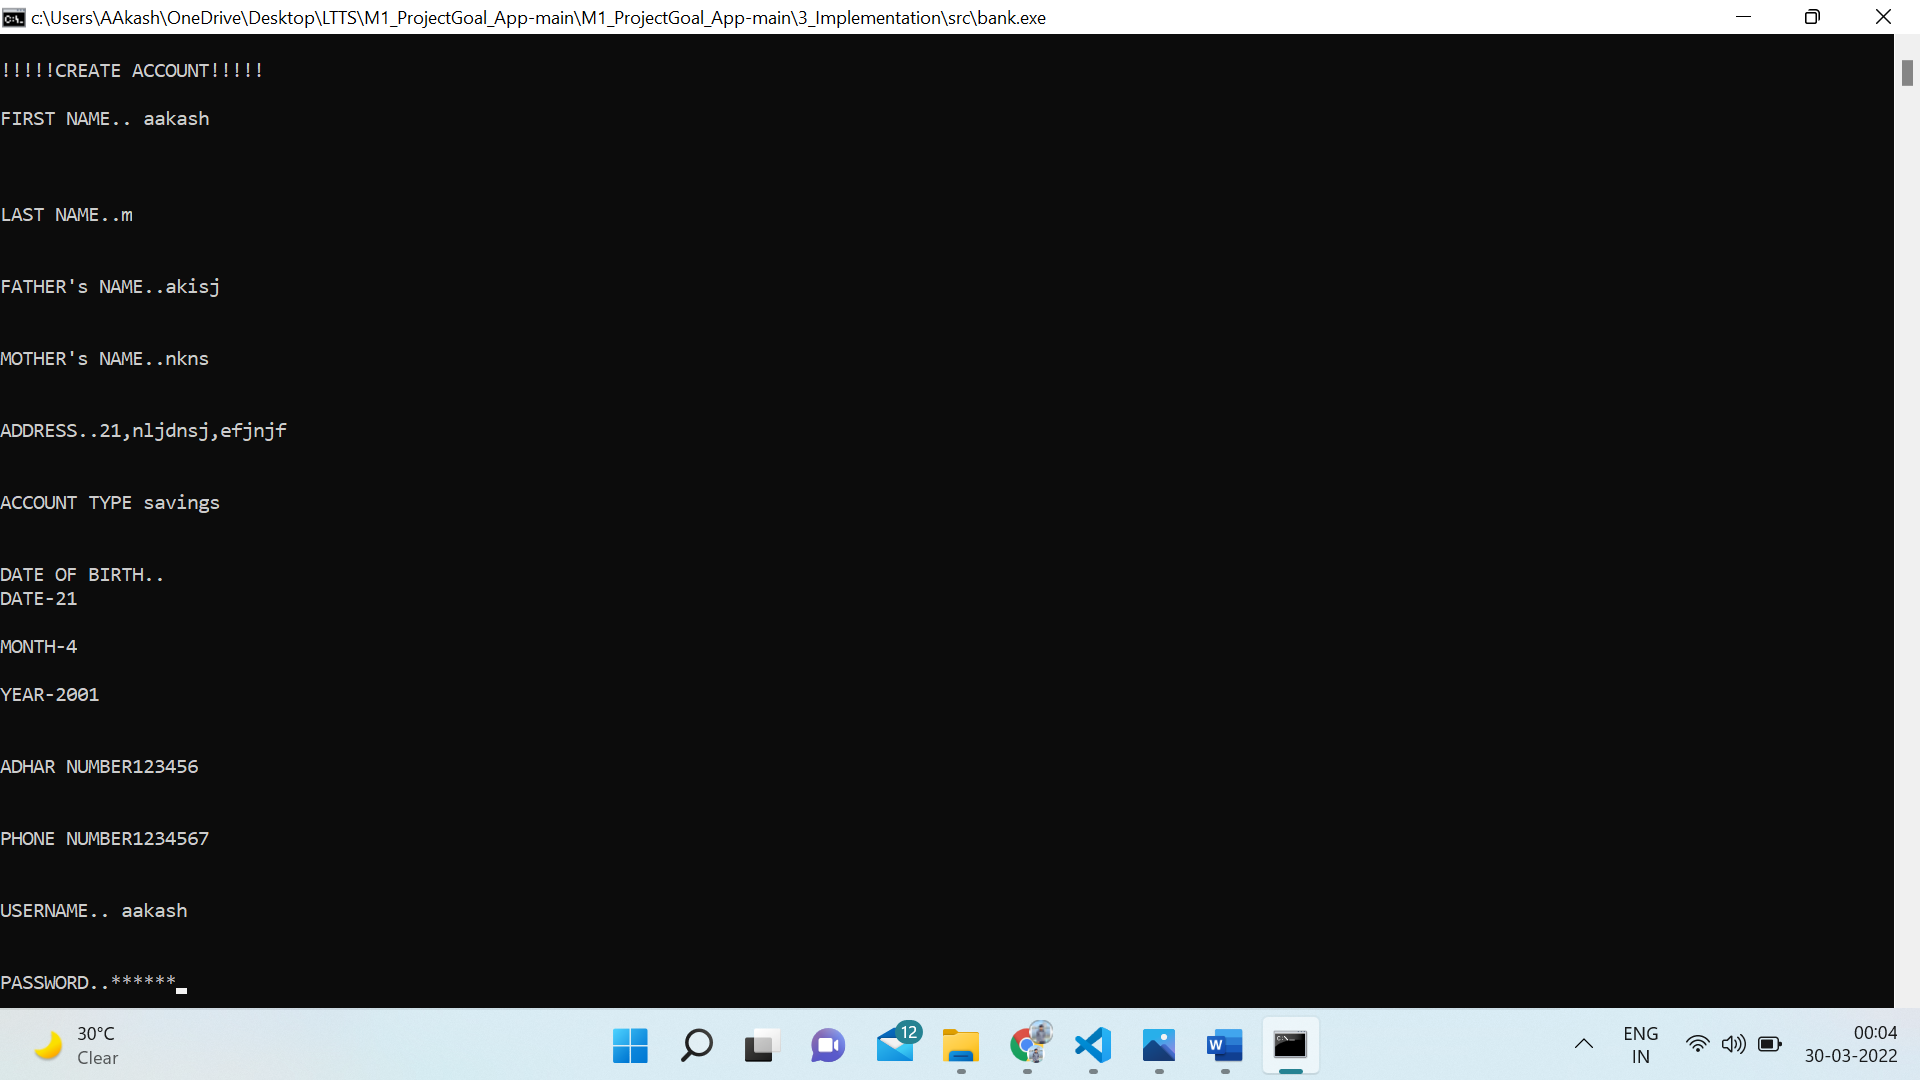 c:\Users\AAkash\OneDrive\Desktop\LTTS\M1_ProjectGoal_App-main\M1_ProjectGoal_App-main\3_Implementation\src\bank.exe
!!!!!CREATE ACCOUNT!!!!!
FIRST NAME.. aakash
LAST NAME..m
FATHER's NAME..akisj
MOTHER's NAME..nkns
ADDRESS..21,nljdnsj,efjnjf
ACCOUNT TYPE savings
DATE OF BIRTH..
DATE-21
MONTH-4
YEAR-2001
ADHAR NUMBER123456
PHONE NUMBER1234567
USERNAME.. aakash
PASSWORD..******
30°C
Clear
12
ENG
IN
00:04
30-03-2022